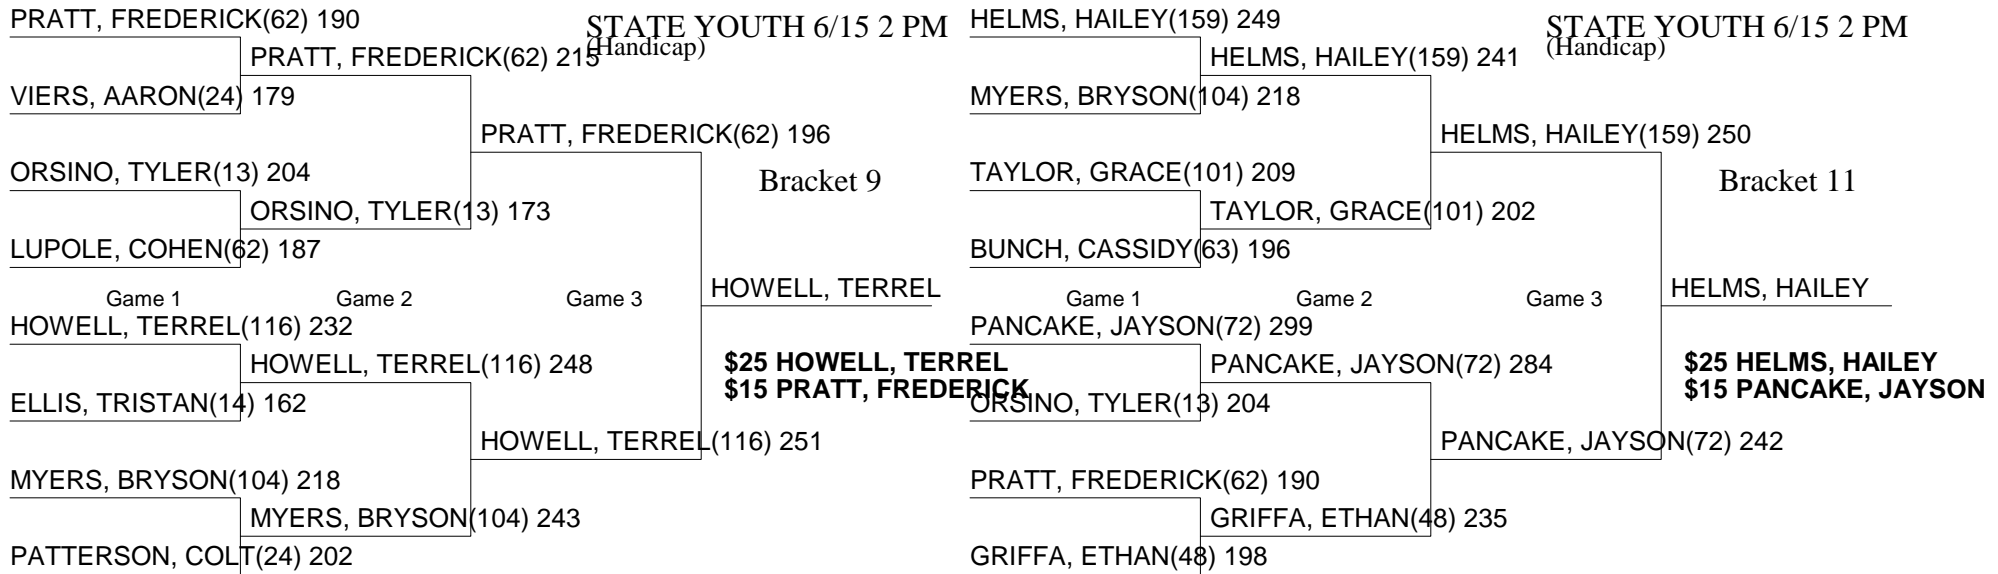 PRATT, FREDERICK(62) 190
STATE YOUTH 6/15 2 PM
(Handicap)
PRATT, FREDERICK(62) 215
VIERS, AARON(24) 179
PRATT, FREDERICK(62) 196
ORSINO, TYLER(13) 204
Bracket 9
ORSINO, TYLER(13) 173
LUPOLE, COHEN(62) 187
Game 1
Game 2
Game 3
HOWELL, TERREL
HOWELL, TERREL(116) 232
HOWELL, TERREL(116) 248
$25 HOWELL, TERREL
$15 PRATT, FREDERICK
ELLIS, TRISTAN(14) 162
HOWELL, TERREL(116) 251
MYERS, BRYSON(104) 218
MYERS, BRYSON(104) 243
PATTERSON, COLT(24) 202
HELMS, HAILEY(159) 249
STATE YOUTH 6/15 2 PM
(Handicap)
HELMS, HAILEY(159) 241
MYERS, BRYSON(104) 218
HELMS, HAILEY(159) 250
TAYLOR, GRACE(101) 209
Bracket 11
TAYLOR, GRACE(101) 202
BUNCH, CASSIDY(63) 196
Game 1
Game 2
Game 3
HELMS, HAILEY
PANCAKE, JAYSON(72) 299
PANCAKE, JAYSON(72) 284
$25 HELMS, HAILEY
$15 PANCAKE, JAYSON
ORSINO, TYLER(13) 204
PANCAKE, JAYSON(72) 242
PRATT, FREDERICK(62) 190
GRIFFA, ETHAN(48) 235
GRIFFA, ETHAN(48) 198